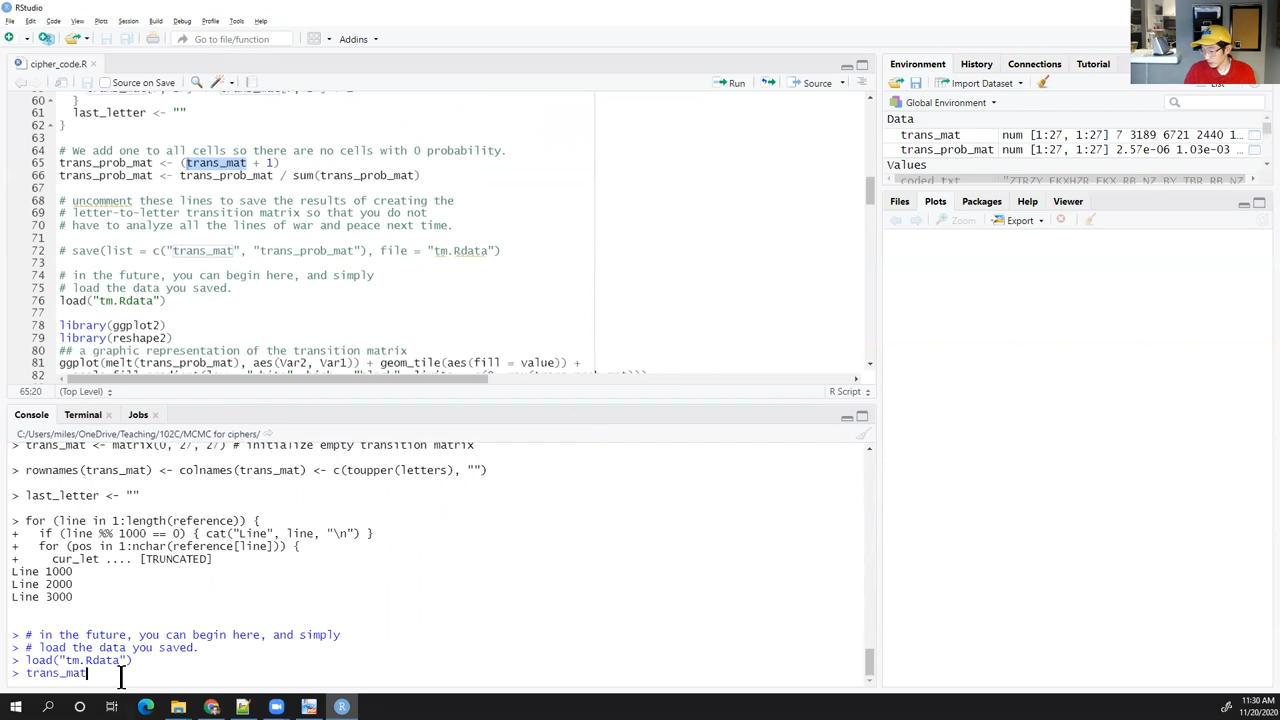 RStudio
File Edit Code View Plots Session Build Debug Profile Tools Help
Go to file/function
Addins
cipher_code.R
Source on Save
Run
Source
60 }
61 last_letter <- ""
62 }
63
64 # We add one to all cells so there are no cells with 0 probability.
65 trans_prob_mat <- (trans_mat + 1)
66 trans_prob_mat <- trans_prob_mat / sum(trans_prob_mat)
67
68 # uncomment these lines to save the results of creating the
69 # letter-to-letter transition matrix so that you do not
70 # have to analyze all the lines of war and peace next time.
71
72 # save(list = c("trans_mat", "trans_prob_mat"), file = "tm.Rdata")
73
74 # in the future, you can begin here, and simply
75 # load the data you saved.
76 load("tm.Rdata")
77
78 library(ggplot2)
79 library(reshape2)
80 ## a graphic representation of the transition matrix
81 ggplot(melt(trans_prob_mat), aes(Var2, Var1)) + geom_tile(aes(fill = value)) +
82
65:20 (Top Level) R Script
Console Terminal Jobs
C:/Users/miles/OneDrive/Teaching/102C/MCMC for ciphers/
> trans_mat <- matrix(0, 27, 27) # initialize empty transition matrix
> rownames(trans_mat) <- colnames(trans_mat) <- c(toupper(letters), "")
> last_letter <- ""
> for (line in 1:length(reference)) {
+ if (line %% 1000 == 0) { cat("Line", line, "\n") }
+ for (pos in 1:nchar(reference[line])) {
+ cur_let .... [TRUNCATED]
Line 1000
Line 2000
Line 3000
> # in the future, you can begin here, and simply
> # load the data you saved.
> load("tm.Rdata")
> trans_mat
Environment History Connections Tutorial
Import Dataset
List
Global Environment
Data
trans_mat num [1:27, 1:27] 7 3189 6721 2440 1…
trans_prob_mat num [1:27, 1:27] 2.57e-06 1.03e-03 …
Values
coded_txt "ZTRZY EKXHZR EKX RB NZ BY TBR RB NZ
Files Plots Packages Help Viewer
Zoom Export
11:30 AM
11/20/2020